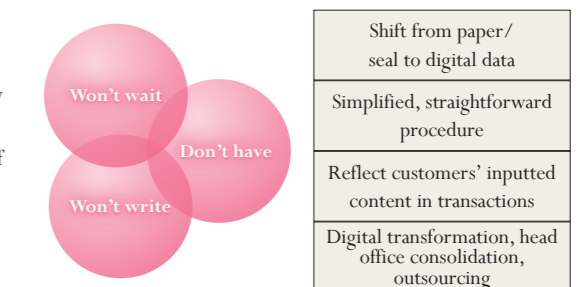 Won't wait
Don't have
Won't write
Shift from paper/
seal to digital data
Simplified, straightforward
procedure
Reflect customers' inputted
content in transactions
Digital transformation, head
office consolidation,
outsourcing